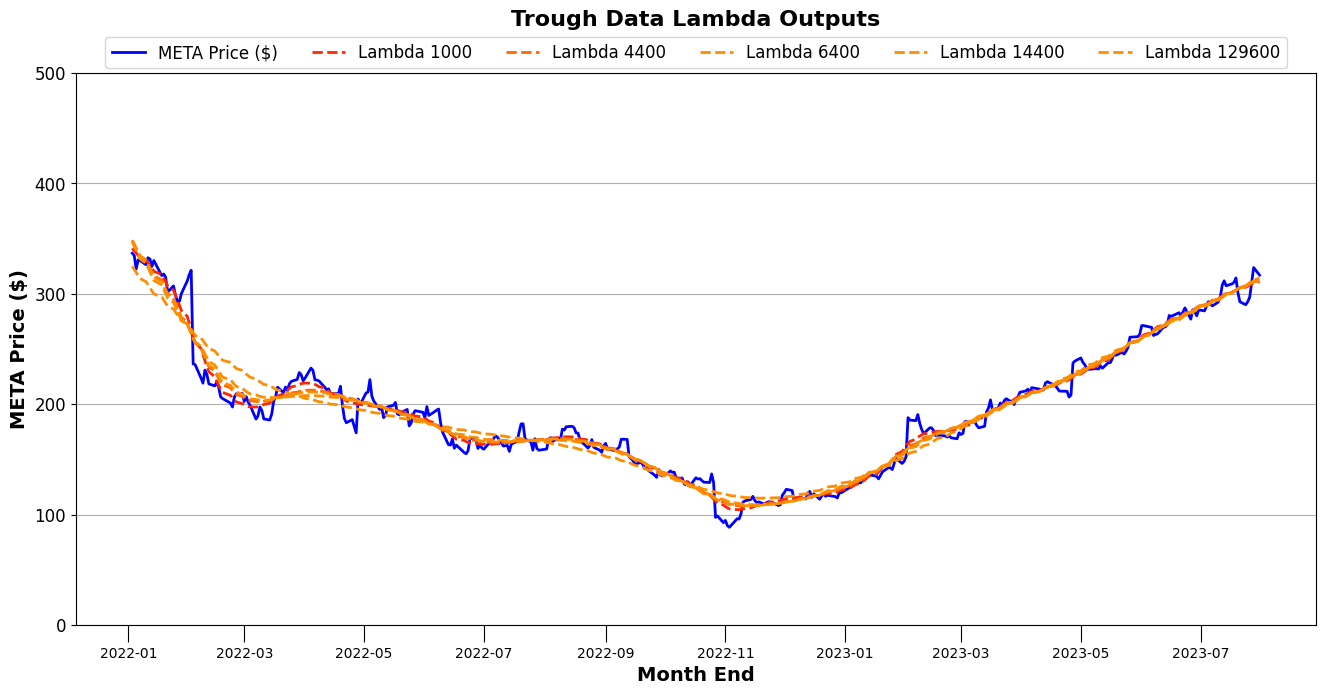 Trough Data Lambda Outputs
META Price ($) Lambda 1000 Lambda 4400 Lambda 6400 Lambda 14400 Lambda 129600
500
400
300
200
100
0
META Price ($)
2022-01 2022-03 2022-05 2022-07 2022-09 2022-11 2023-01 2023-03 2023-05 2023-07
Month End